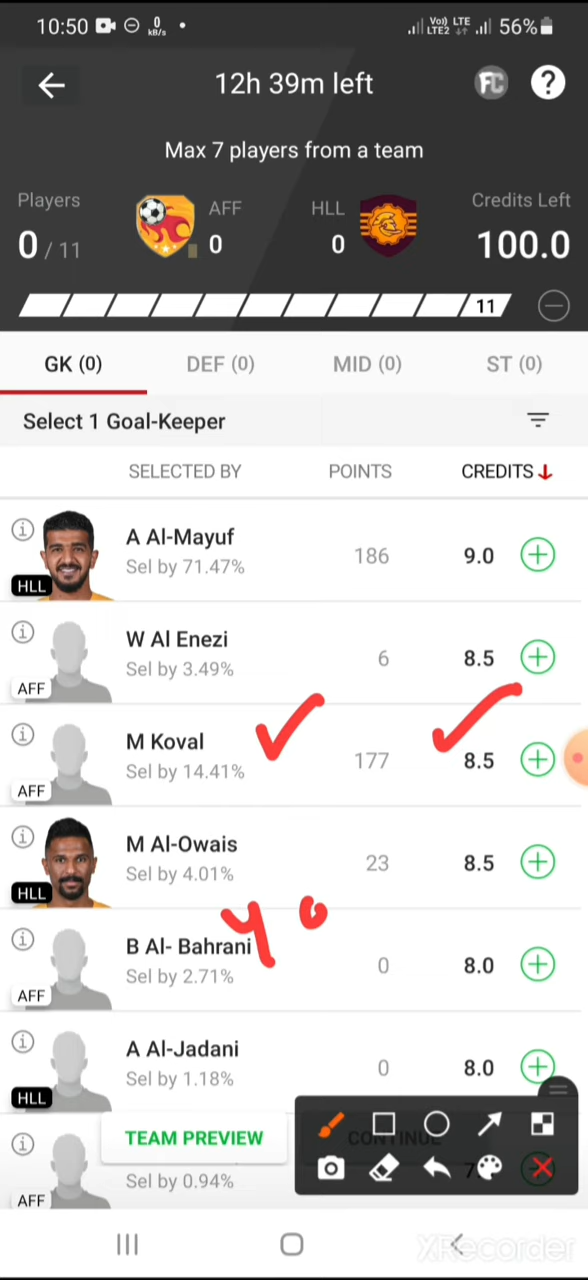 10:50 0 kB/s Vo) LTE LTE2 56%
12h 39m left FC ?
Max 7 players from a team
Players AFF HLL Credits Left
0 / 11 0 0 100.0
11
GK (0) DEF (0) MID (0) ST (0)
Select 1 Goal-Keeper
SELECTED BY POINTS CREDITS
A Al-Mayuf
Sel by 71.47% 186 9.0
HLL
W Al Enezi
Sel by 3.49% 6 8.5
AFF
M Koval
Sel by 14.41% 177 8.5
AFF
M Al-Owais
Sel by 4.01% 23 8.5
HLL
B Al- Bahrani
Sel by 2.71% 0 8.0
AFF
A Al-Jadani
Sel by 1.18% 0 8.0
HLL
TEAM PREVIEW CONTINUE
Sel by 0.94%
AFF
XRecorder